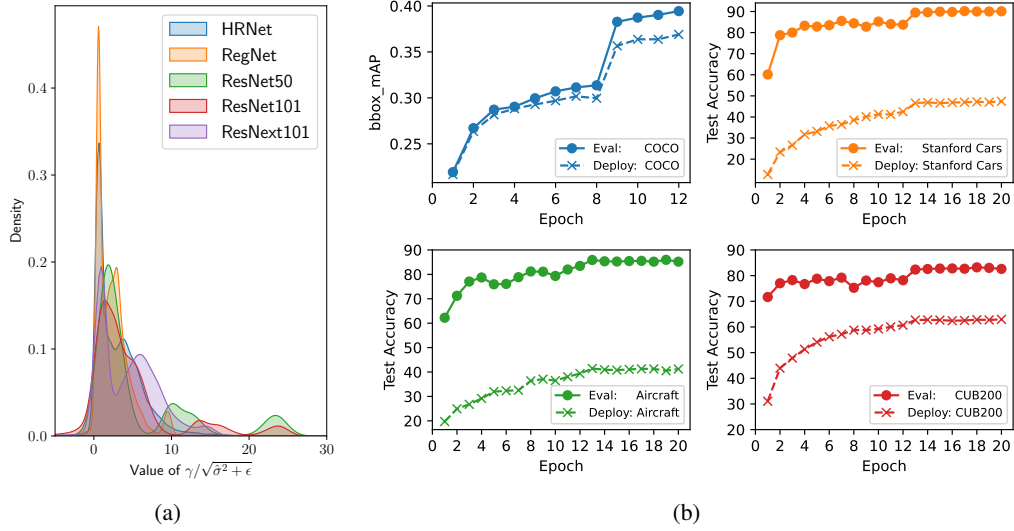 HRNet
RegNet
ResNet50
ResNet101
ResNext101
Density
0.4
0.3
0.2
0.1
0.0
0
10
20
30
Value of γ/√σ̂² + ϵ
(a)
bbox_mAP
0.40
0.35
0.30
0.25
Eval: COCO
Deploy: COCO
0 2 4 6 8 10 12
Epoch
Test Accuracy
90
80
70
60
50
40
30
20
Eval: Stanford Cars
Deploy: Stanford Cars
0 2 4 6 8 10 12 14 16 18 20
Epoch
Test Accuracy
90
80
70
60
50
40
30
20
Eval: Aircraft
Deploy: Aircraft
0 2 4 6 8 10 12 14 16 18 20
Epoch
Test Accuracy
90
80
70
60
50
40
30
20
Eval: CUB200
Deploy: CUB200
0 2 4 6 8 10 12 14 16 18 20
Epoch
(b)